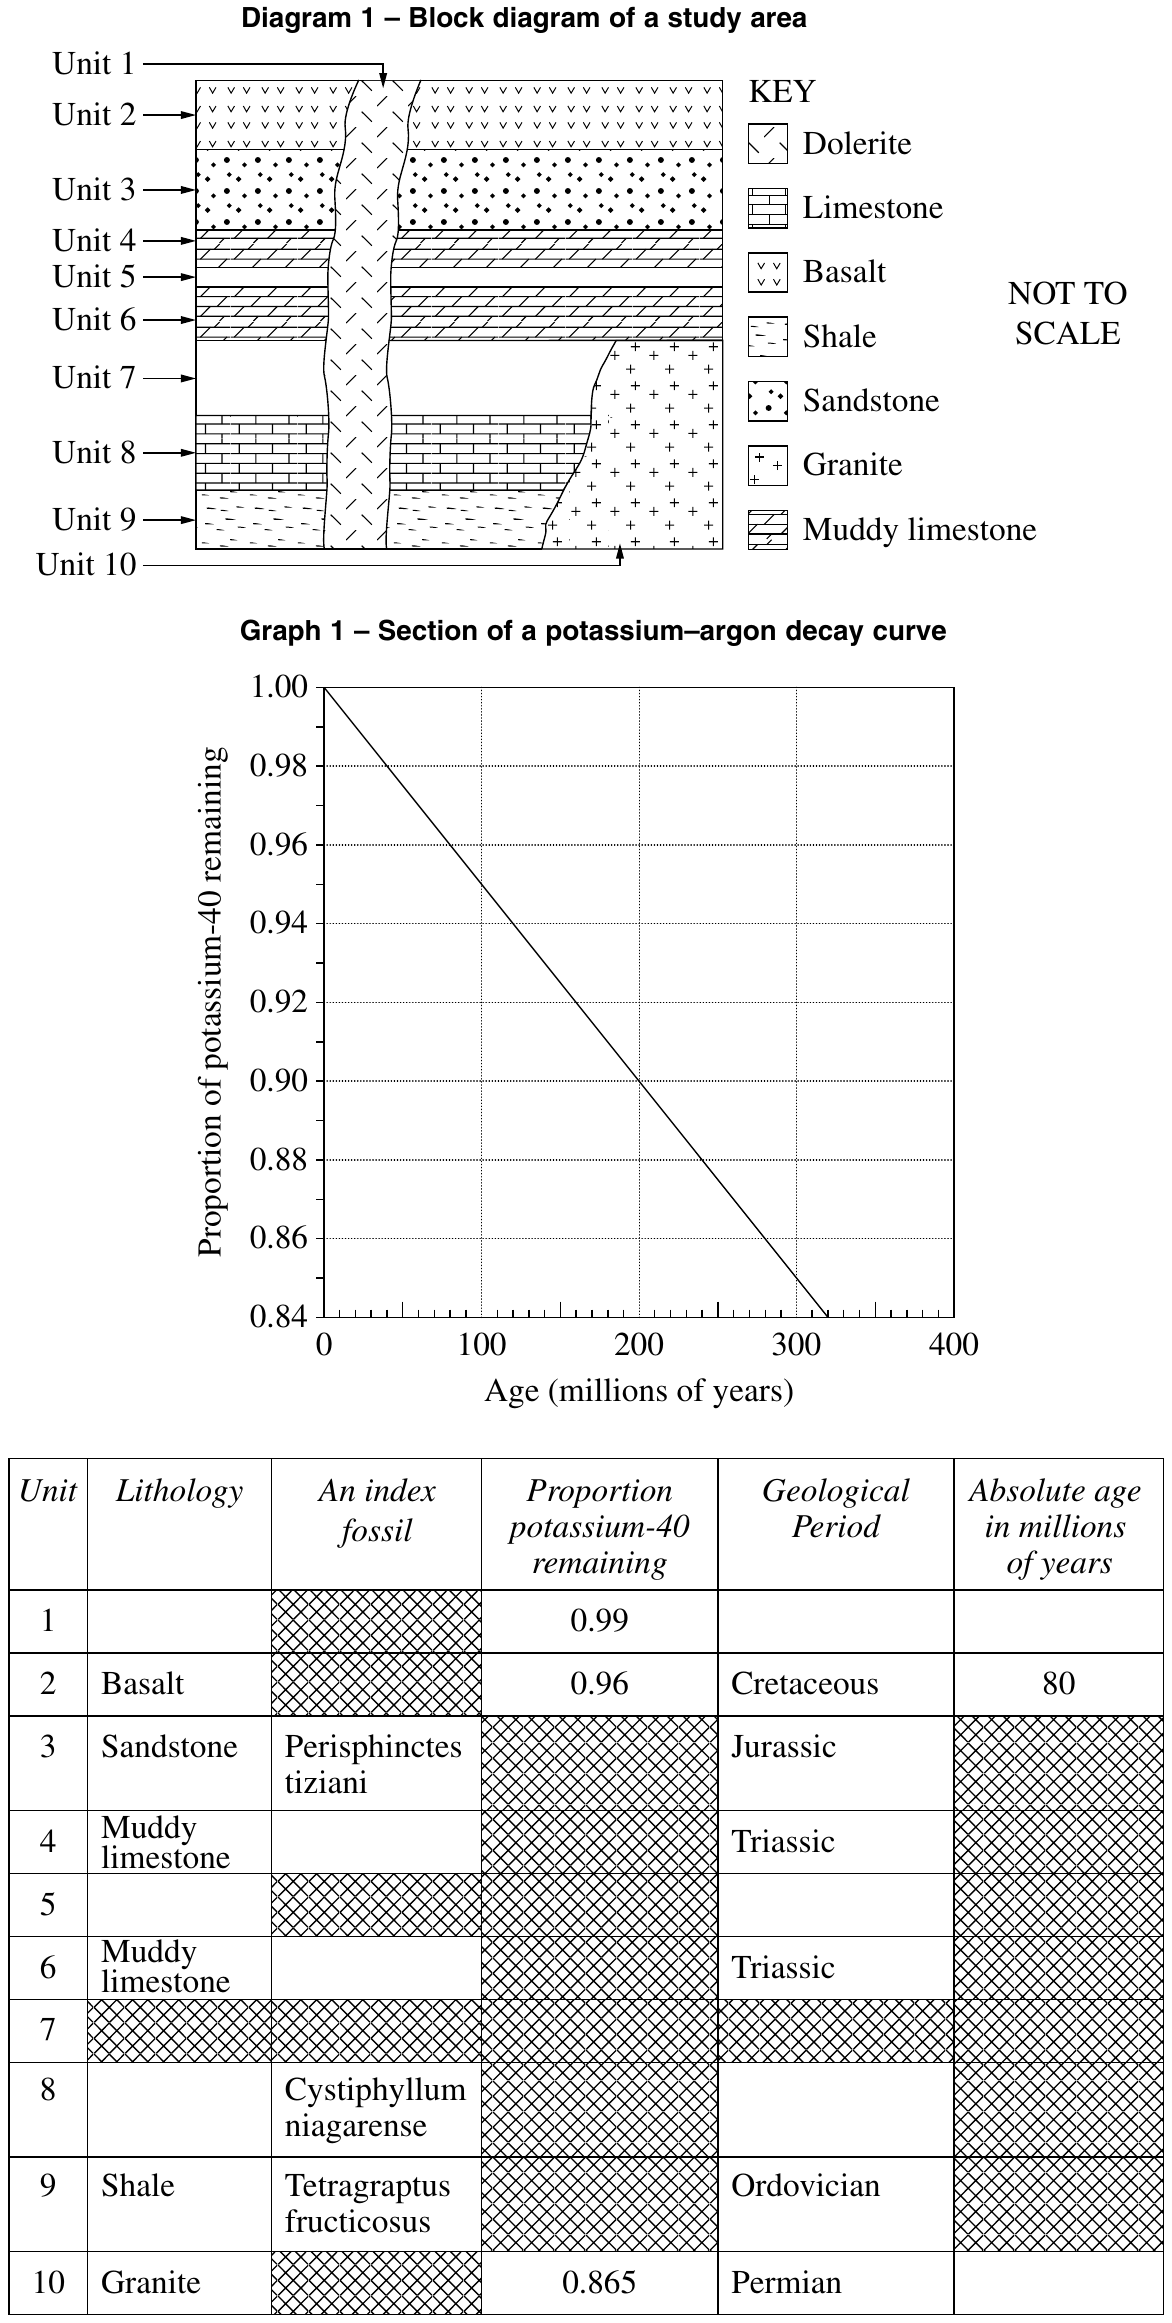 Diagram 1 – Block diagram of a study area
Unit 1
Unit 2
Unit 3
Unit 4
Unit 5
Unit 6
Unit 7
Unit 8
Unit 9
Unit 10
KEY
Dolerite
Limestone
Basalt
Shale
Sandstone
Granite
Muddy limestone
NOT TO
SCALE
Graph 1 – Section of a potassium–argon decay curve
Proportion of potassium-40 remaining
1.00
0.98
0.96
0.94
0.92
0.90
0.88
0.86
0.84
0 100 200 300 400
Age (millions of years)
Unit Lithology An index Proportion Geological Absolute age
fossil potassium-40 Period in millions
remaining of years
1 0.99
2 Basalt 0.96 Cretaceous 80
3 Sandstone Perisphinctes Jurassic
tiziani
4 Muddy Triassic
limestone
5
6 Muddy Triassic
limestone
7
8 Cystiphyllum
niagarense
9 Shale Tetragraptus Ordovician
fructicosus
10 Granite 0.865 Permian